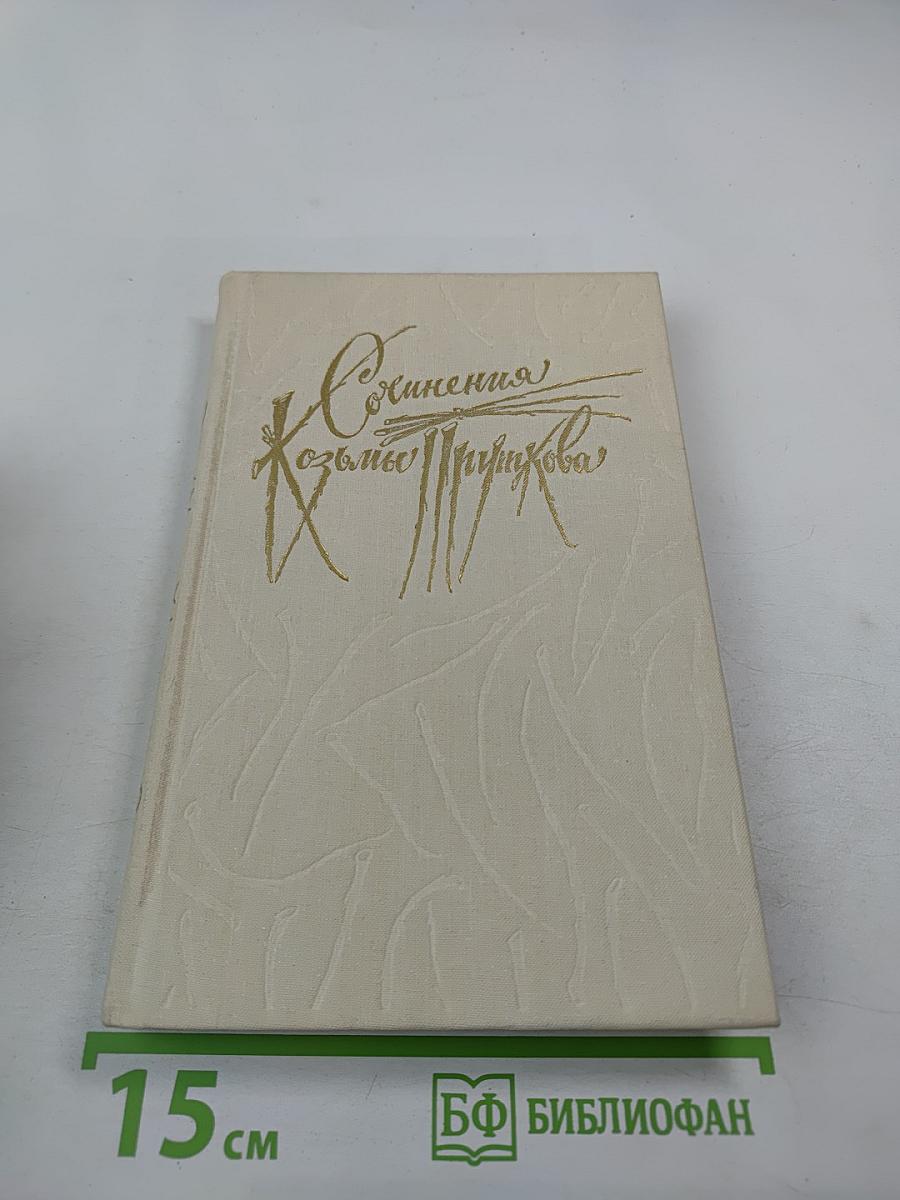 Сочинения
Козьмы Пруткова
15 см
БФ БИБЛИОФАН